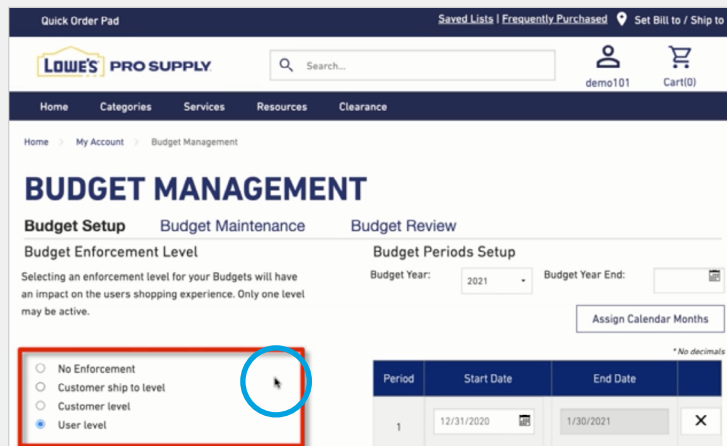 Quick Order Pad
Saved Lists | Frequently Purchased Set Bill to / Ship to
LOWE'S PRO SUPPLY
Search...
demo101
Cart(0)
Home Categories Services Resources Clearance
Home > My Account > Budget Management
BUDGET MANAGEMENT
Budget Setup Budget Maintenance Budget Review
Budget Enforcement Level
Selecting an enforcement level for your Budgets will have
an impact on the users shopping experience. Only one level
may be active.
No Enforcement
Customer ship to level
Customer level
User level
Budget Periods Setup
Budget Year: 2021 Budget Year End:
Assign Calendar Months
*No decimals
Period Start Date End Date
1 12/31/2020 1/30/2021 X